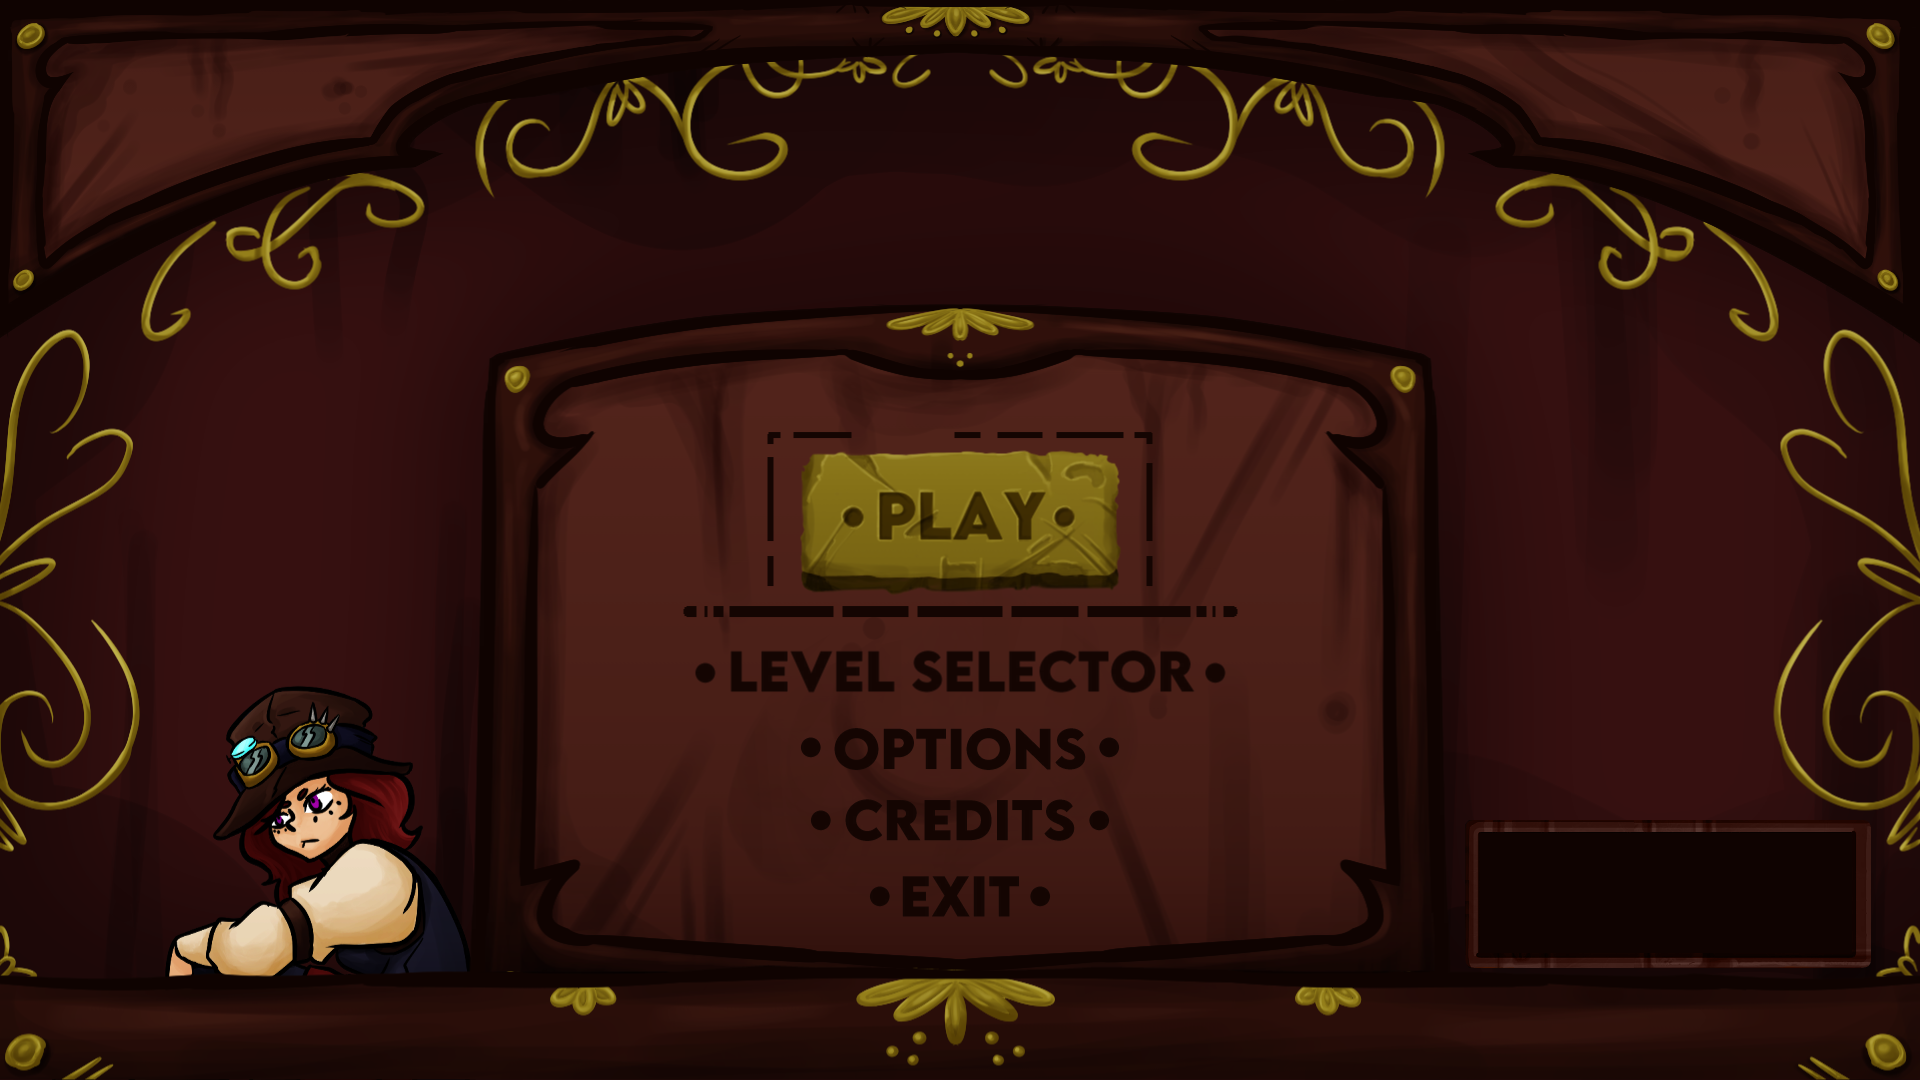 • PLAY •
• LEVEL SELECTOR •
• OPTIONS •
• CREDITS •
• EXIT •